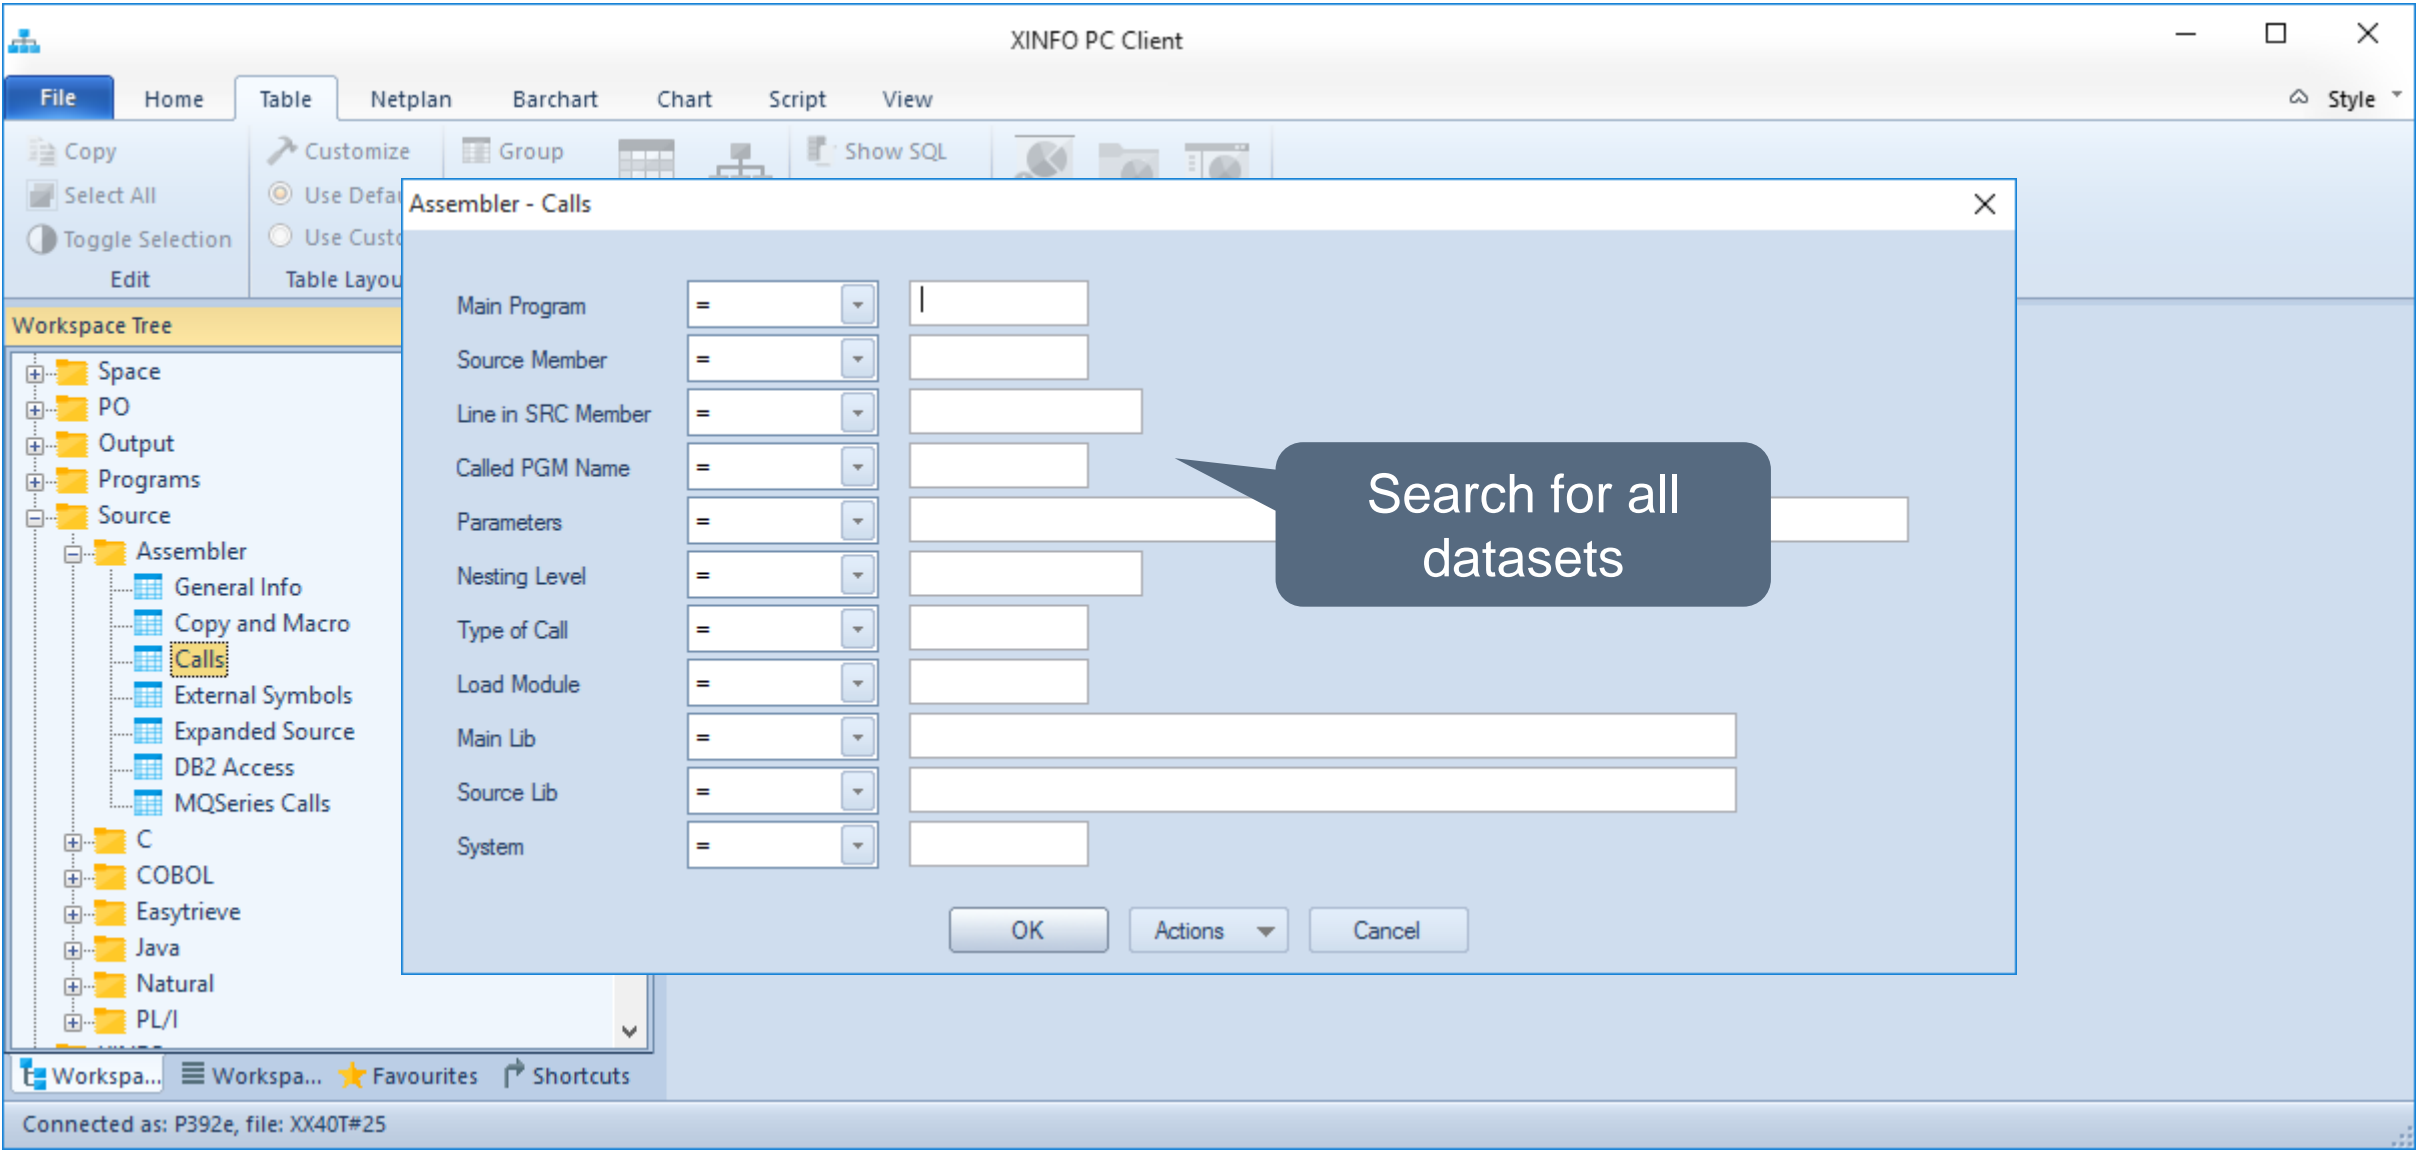 XINFO PC Client
File Home Table Netplan Barchart Chart Script View Style
Copy Customize Group Show SQL
Select All Use Defau
Toggle Selection Use Custo
Edit Table Layou
Assembler - Calls
Workspace Tree
Space
PO
Output
Programs
Source
Assembler
General Info
Copy and Macro
Calls
External Symbols
Expanded Source
DB2 Access
MQSeries Calls
C
COBOL
Easytrieve
Java
Natural
PL/I
Main Program =
Source Member =
Line in SRC Member =
Called PGM Name =
Parameters =
Nesting Level =
Type of Call =
Load Module =
Main Lib =
Source Lib =
System =
Search for all
datasets
OK Actions Cancel
Workspa... Workspa... Favourites Shortcuts
Connected as: P392e, file: XX40T#25